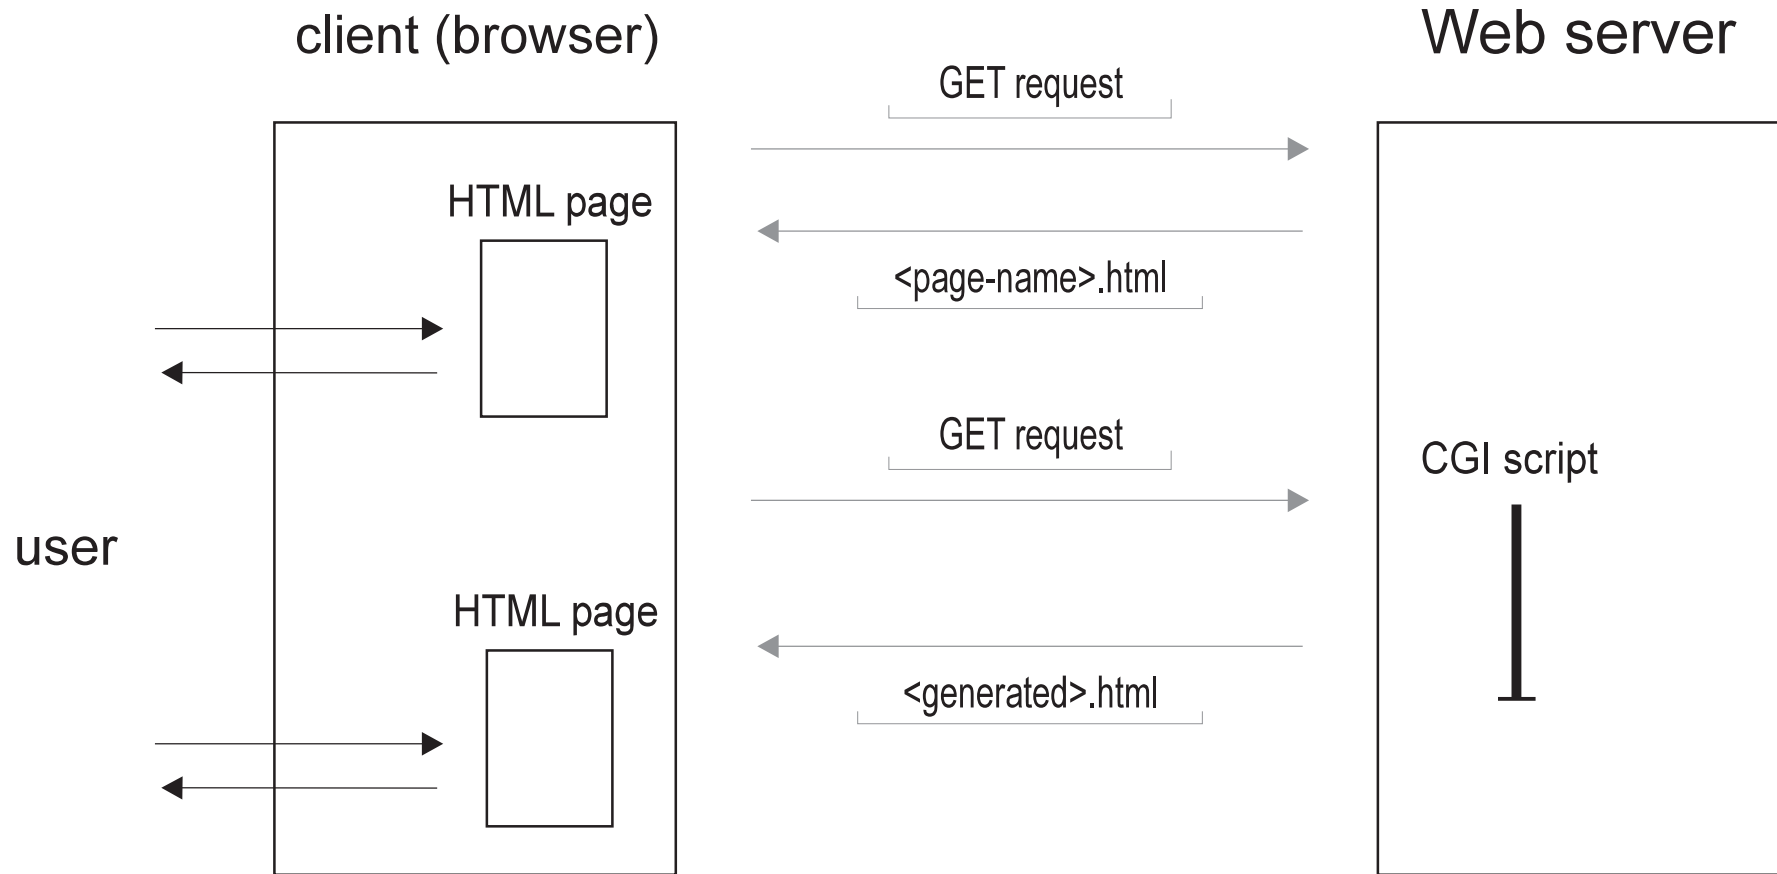 client (browser)
Web server
GET request
HTML page
<page-name>.html
GET request
CGI script
user
HTML page
<generated>.html